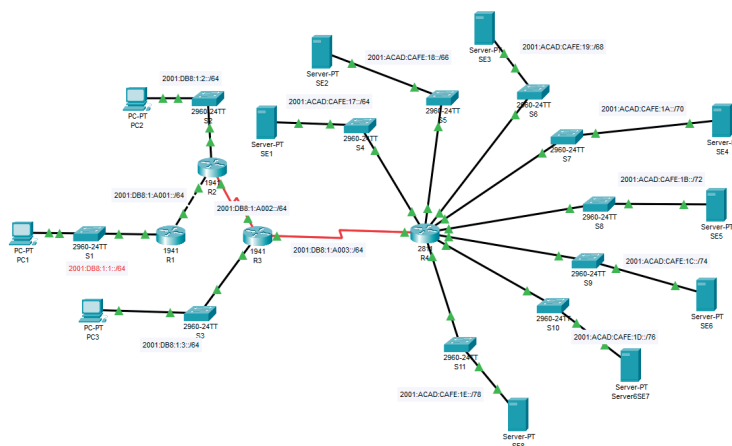 Server-PT
SE3
2001:ACAD:CAFE:19::/68
Server-PT
SE2
2001:ACAD:CAFE:18::/66
2001:DB8:1:2::/64
PC-PT
PC2
2960-24TT
S2
2001:ACAD:CAFE:17::/64
Server-PT
SE1
2960-24TT
S4
2960-24TT
S5
2960-24TT
S6
2001:ACAD:CAFE:1A::/70
2960-24TT
S7
Server-PT
SE4
1941
R2
2001:DB8:1:A001::/64
2001:DB8:1:A002::/64
2001:ACAD:CAFE:1B::/72
2960-24TT
S8
Server-PT
SE5
PC-PT
PC1
2960-24TT
S1
1941
R1
1941
R3
2001:DB8:1:A003::/64
R4
2001:DB8:1:1::/64
2001:ACAD:CAFE:1C::/74
2960-24TT
S9
Server-PT
SE6
PC-PT
PC3
2960-24TT
S3
2001:DB8:1:3::/64
2960-24TT
S10
2001:ACAD:CAFE:1D::/76
2960-24TT
S11
Server-PT
Server6SE7
2001:ACAD:CAFE:1E::/78
Server-PT
SE8